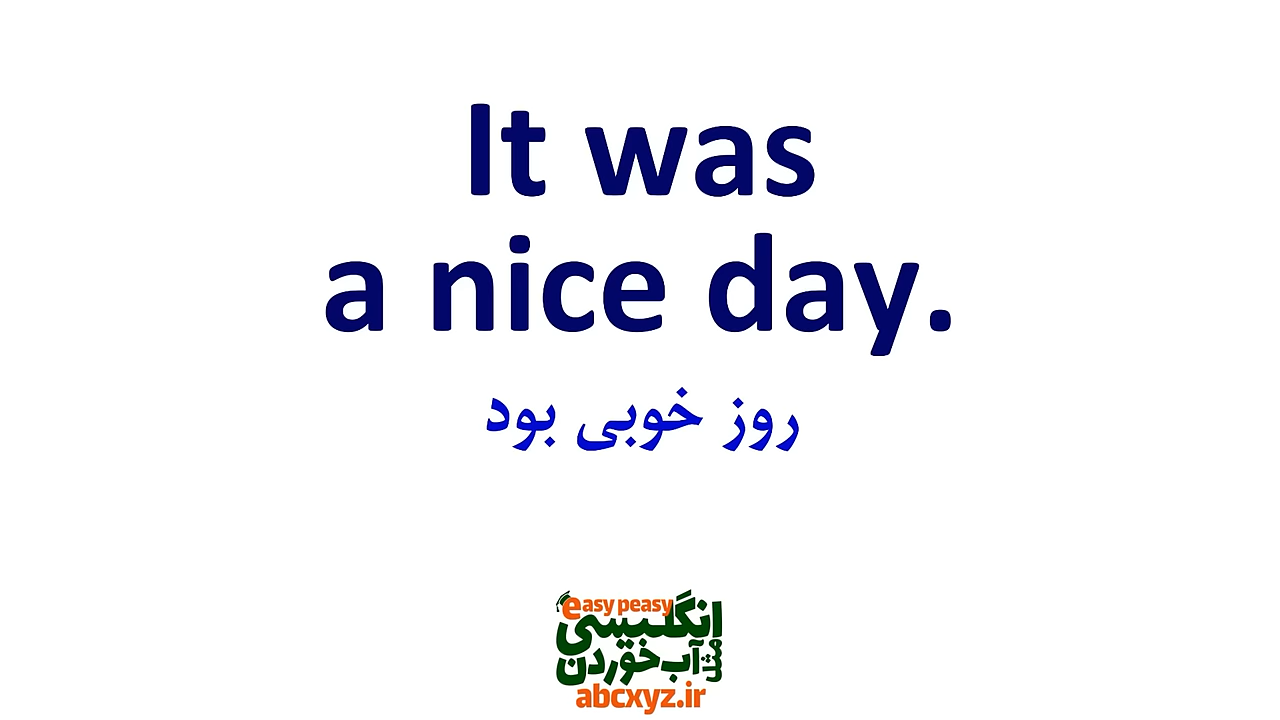 It was
a nice day.
روز خوبی بود
easy peasy
انگلیسی
مثل آب خوردن
abcxyz.ir